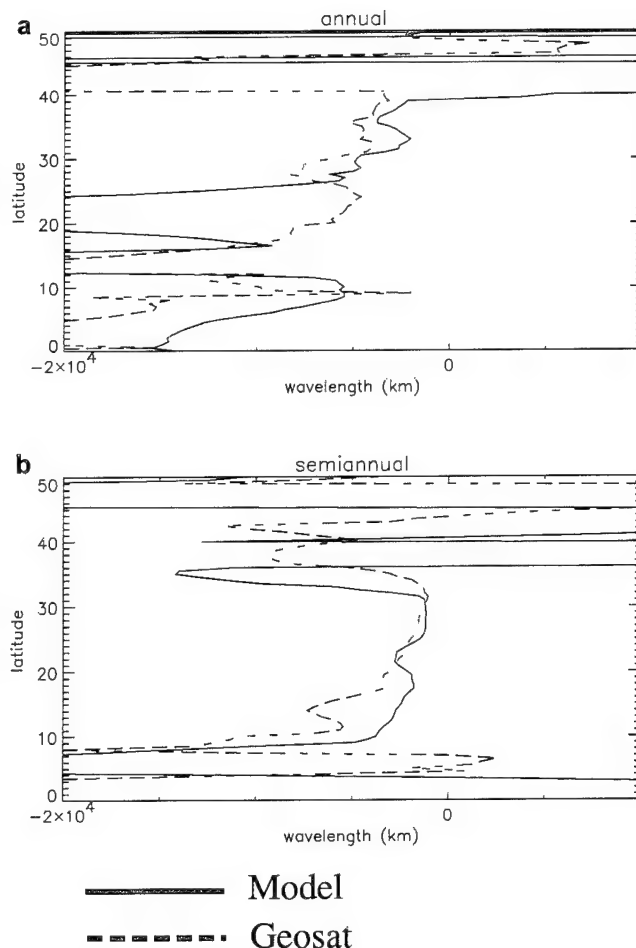 a
annual
50
40
30
20
10
0
latitude
−2×10⁴
0
wavelength (km)
b
semiannual
50
40
30
20
10
0
latitude
−2×10⁴
0
wavelength (km)
Model
Geosat